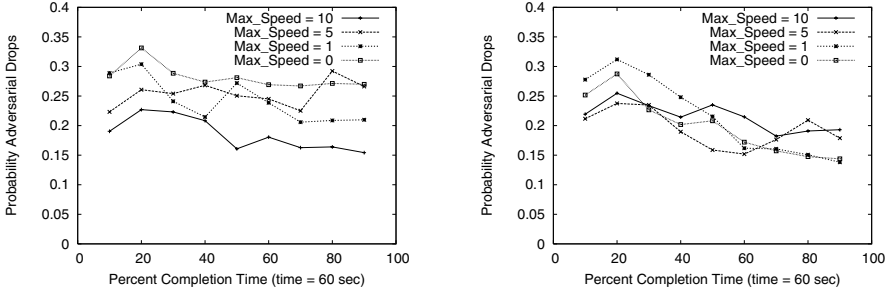 Probability Adversarial Drops
0.4
0.35
0.3
0.25
0.2
0.15
0.1
0.05
0
Max_Speed = 10
Max_Speed = 5
Max_Speed = 1
Max_Speed = 0
0 20 40 60 80 100
Percent Completion Time (time = 60 sec)
Probability Adversarial Drops
0.4
0.35
0.3
0.25
0.2
0.15
0.1
0.05
0
Max_Speed = 10
Max_Speed = 5
Max_Speed = 1
Max_Speed = 0
0 20 40 60 80 100
Percent Completion Time (time = 60 sec)